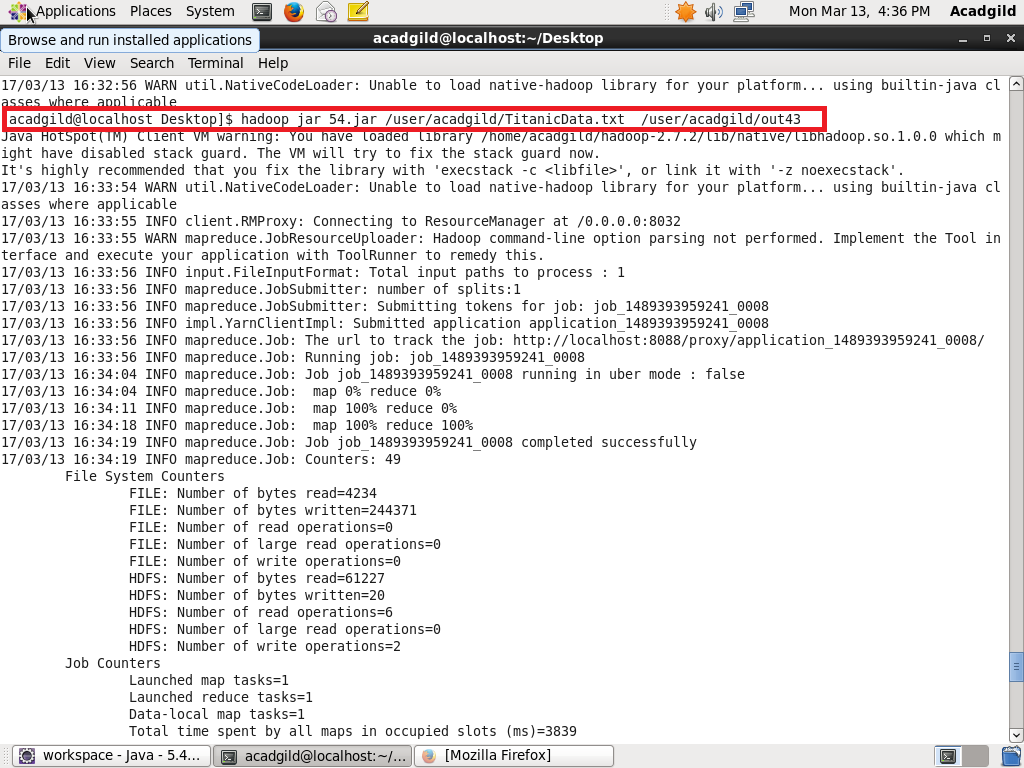 Applications Places System Mon Mar 13, 4:36 PM Acadgild
Browse and run installed applications
acadgild@localhost:~/Desktop
File Edit View Search Terminal Help
17/03/13 16:32:56 WARN util.NativeCodeLoader: Unable to load native-hadoop library for your platform... using builtin-java cl
asses where applicable
acadgild@localhost Desktop]$ hadoop jar 54.jar /user/acadgild/TitanicData.txt  /user/acadgild/out43
Java HotSpot(TM) Client VM warning: You have loaded library /home/acadgild/hadoop-2.7.2/lib/native/libhadoop.so.1.0.0 which m
ight have disabled stack guard. The VM will try to fix the stack guard now.
It's highly recommended that you fix the library with 'execstack -c <libfile>', or link it with '-z noexecstack'.
17/03/13 16:33:54 WARN util.NativeCodeLoader: Unable to load native-hadoop library for your platform... using builtin-java cl
asses where applicable
17/03/13 16:33:55 INFO client.RMProxy: Connecting to ResourceManager at /0.0.0.0:8032
17/03/13 16:33:55 WARN mapreduce.JobResourceUploader: Hadoop command-line option parsing not performed. Implement the Tool in
terface and execute your application with ToolRunner to remedy this.
17/03/13 16:33:56 INFO input.FileInputFormat: Total input paths to process : 1
17/03/13 16:33:56 INFO mapreduce.JobSubmitter: number of splits:1
17/03/13 16:33:56 INFO mapreduce.JobSubmitter: Submitting tokens for job: job_1489393959241_0008
17/03/13 16:33:56 INFO impl.YarnClientImpl: Submitted application application_1489393959241_0008
17/03/13 16:33:56 INFO mapreduce.Job: The url to track the job: http://localhost:8088/proxy/application_1489393959241_0008/
17/03/13 16:33:56 INFO mapreduce.Job: Running job: job_1489393959241_0008
17/03/13 16:34:04 INFO mapreduce.Job: Job job_1489393959241_0008 running in uber mode : false
17/03/13 16:34:04 INFO mapreduce.Job:  map 0% reduce 0%
17/03/13 16:34:11 INFO mapreduce.Job:  map 100% reduce 0%
17/03/13 16:34:18 INFO mapreduce.Job:  map 100% reduce 100%
17/03/13 16:34:19 INFO mapreduce.Job: Job job_1489393959241_0008 completed successfully
17/03/13 16:34:19 INFO mapreduce.Job: Counters: 49
File System Counters
FILE: Number of bytes read=4234
FILE: Number of bytes written=244371
FILE: Number of read operations=0
FILE: Number of large read operations=0
FILE: Number of write operations=0
HDFS: Number of bytes read=61227
HDFS: Number of bytes written=20
HDFS: Number of read operations=6
HDFS: Number of large read operations=0
HDFS: Number of write operations=2
Job Counters
Launched map tasks=1
Launched reduce tasks=1
Data-local map tasks=1
Total time spent by all maps in occupied slots (ms)=3839
workspace - Java - 5.4... acadgild@localhost:~/... [Mozilla Firefox]